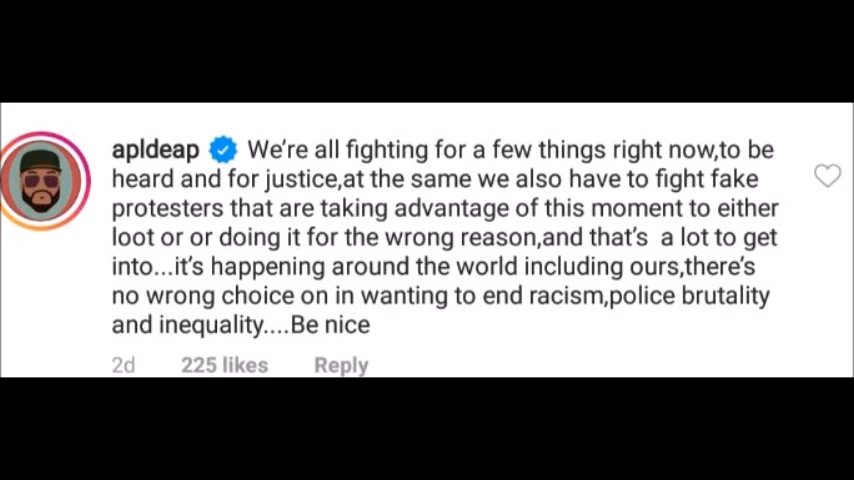 apldeap We're all fighting for a few things right now,to be
heard and for justice,at the same we also have to fight fake
protesters that are taking advantage of this moment to either
loot or or doing it for the wrong reason,and that's  a lot to get
into...it's happening around the world including ours,there's
no wrong choice on in wanting to end racism,police brutality
and inequality....Be nice
2d 225 likes Reply